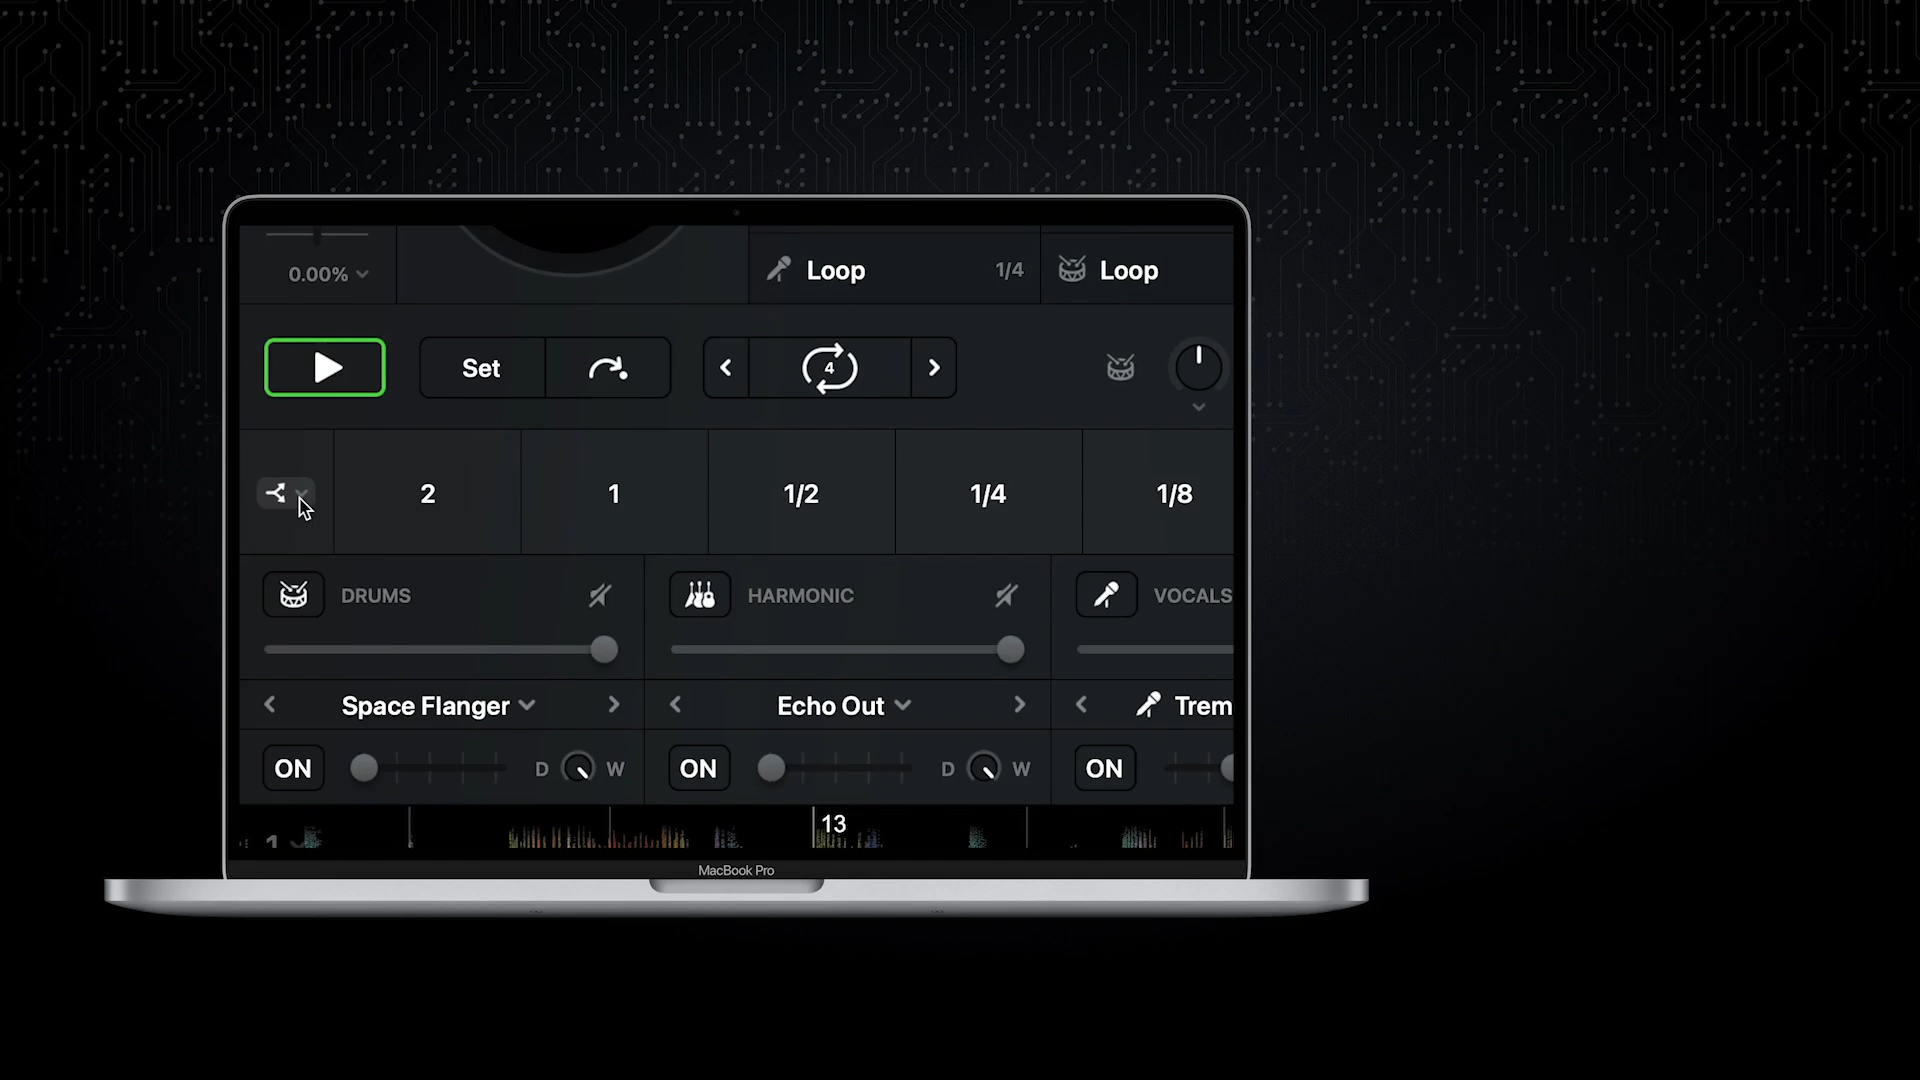 0.00%
Loop 1/4
Loop
Set
4
2 1 1/2 1/4 1/8
DRUMS HARMONIC VOCALS
Space Flanger Echo Out Trem
ON D W ON D W ON
1 13
MacBook Pro